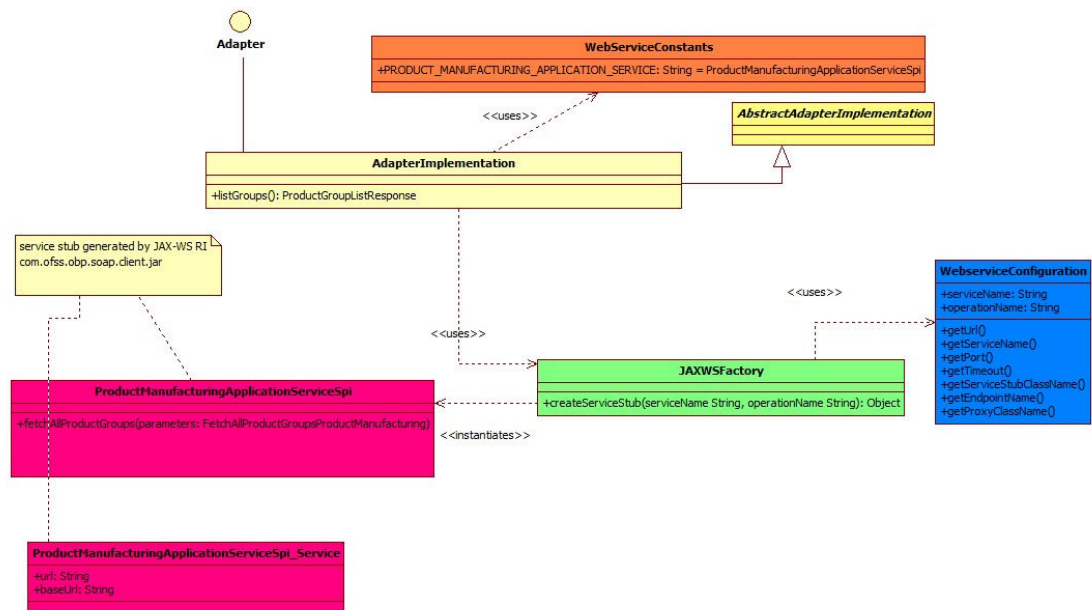 Adapter
WebServiceConstants
+PRODUCT_MANUFACTURING_APPLICATION_SERVICE: String = ProductManufacturingApplicationServiceSpi
<<uses>>
AbstractAdapterImplementation
AdapterImplementation
+listGroups(): ProductGroupListResponse
service stub generated by JAX-WS RI
com.ofss.obp.soap.client.jar
WebserviceConfiguration
+serviceName: String
+operationName: String
+getUrl()
+getServiceName()
+getPort()
+getTimeout()
+getServiceStubClassName()
+getEndpointName()
+getProxyClassName()
<<uses>>
<<uses>>
JAXWSFactory
+createServiceStub(serviceName String, operationName String): Object
ProductManufacturingApplicationServiceSpi
+fetchAllProductGroups(parameters: FetchAllProductGroupsProductManufacturing)
<<instantiates>>
ProductManufacturingApplicationServiceSpi_Service
+url: String
+baseUrl: String